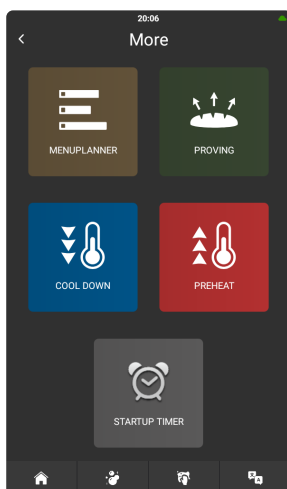 20:06
More
MENUPLANNER
PROVING
COOL DOWN
PREHEAT
STARTUP TIMER